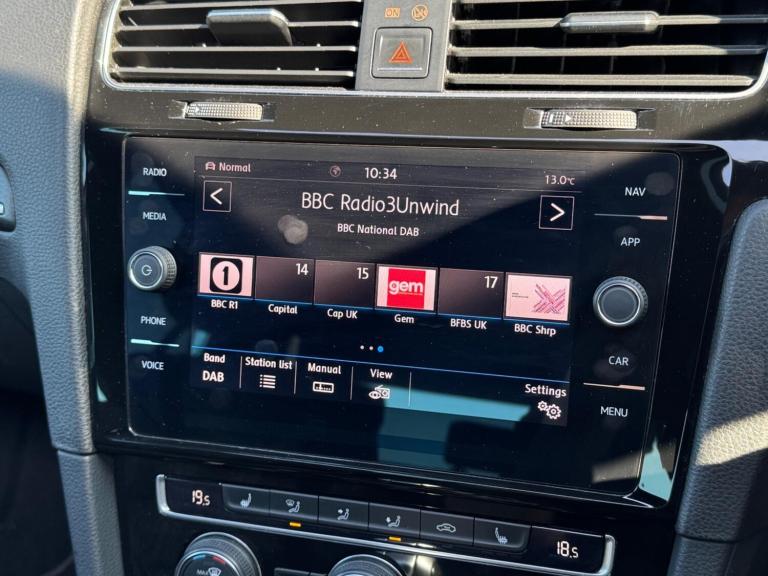 ON
RADIO
MEDIA
PHONE
VOICE
Normal
10:34
13.0°C
BBC Radio3Unwind
BBC National DAB
14
15
gem
17
BBC R1
Capital
Cap UK
Gem
BFBS UK
BBC Shrp
Band
DAB
Station list
Manual
View
Settings
NAV
APP
CAR
MENU
19.5
18.5
MAX